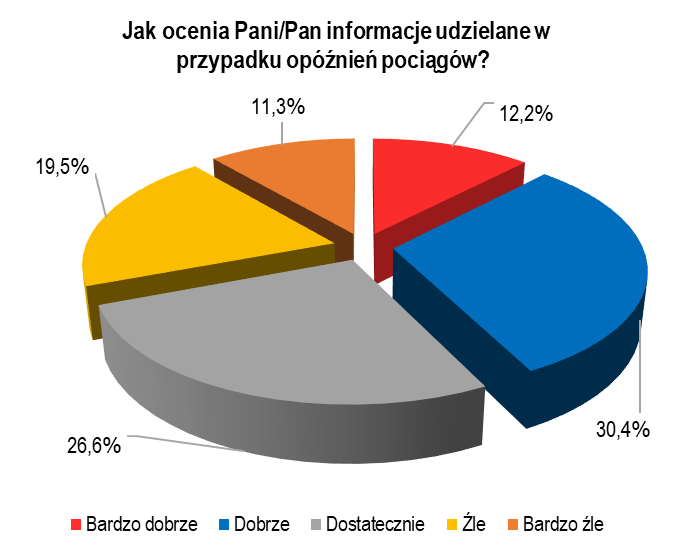 Jak ocenia Pani/Pan informacje udzielane w
przypadku opóźnień pociągów?
11,3%
12,2%
19,5%
30,4%
26,6%
Bardzo dobrze
Dobrze
Dostatecznie
Źle
Bardzo źle